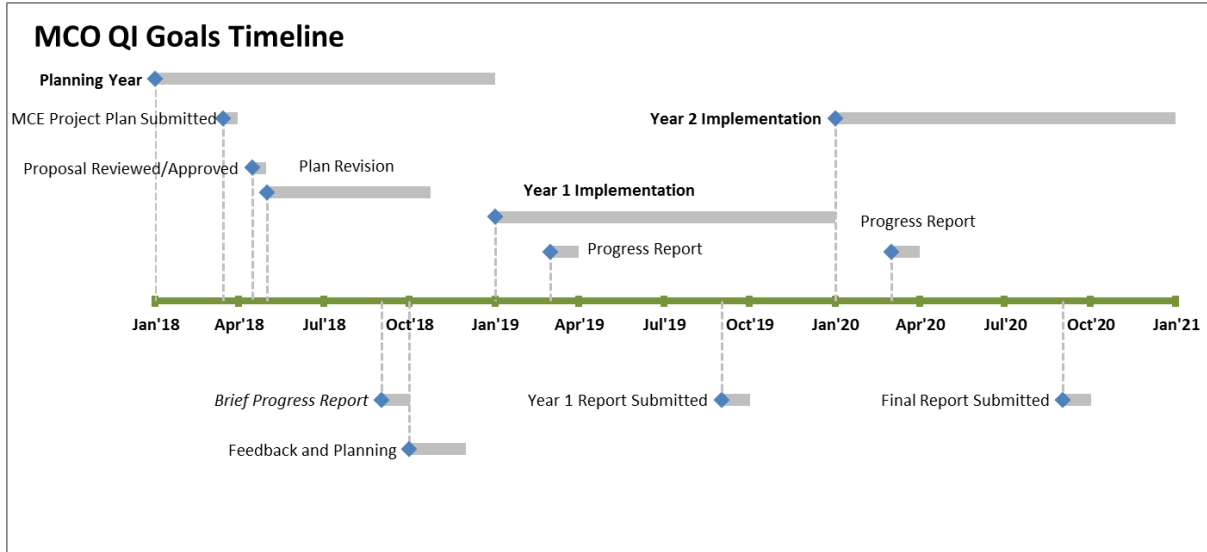 MCO QI Goals Timeline
Planning Year
MCE Project Plan Submitted
Year 2 Implementation
Proposal Reviewed/Approved
Plan Revision
Year 1 Implementation
Progress Report
Progress Report
Jan'18 Apr'18 Jul'18 Oct'18 Jan'19 Apr'19 Jul'19 Oct'19 Jan'20 Apr'20 Jul'20 Oct'20 Jan'21
Brief Progress Report
Year 1 Report Submitted
Final Report Submitted
Feedback and Planning